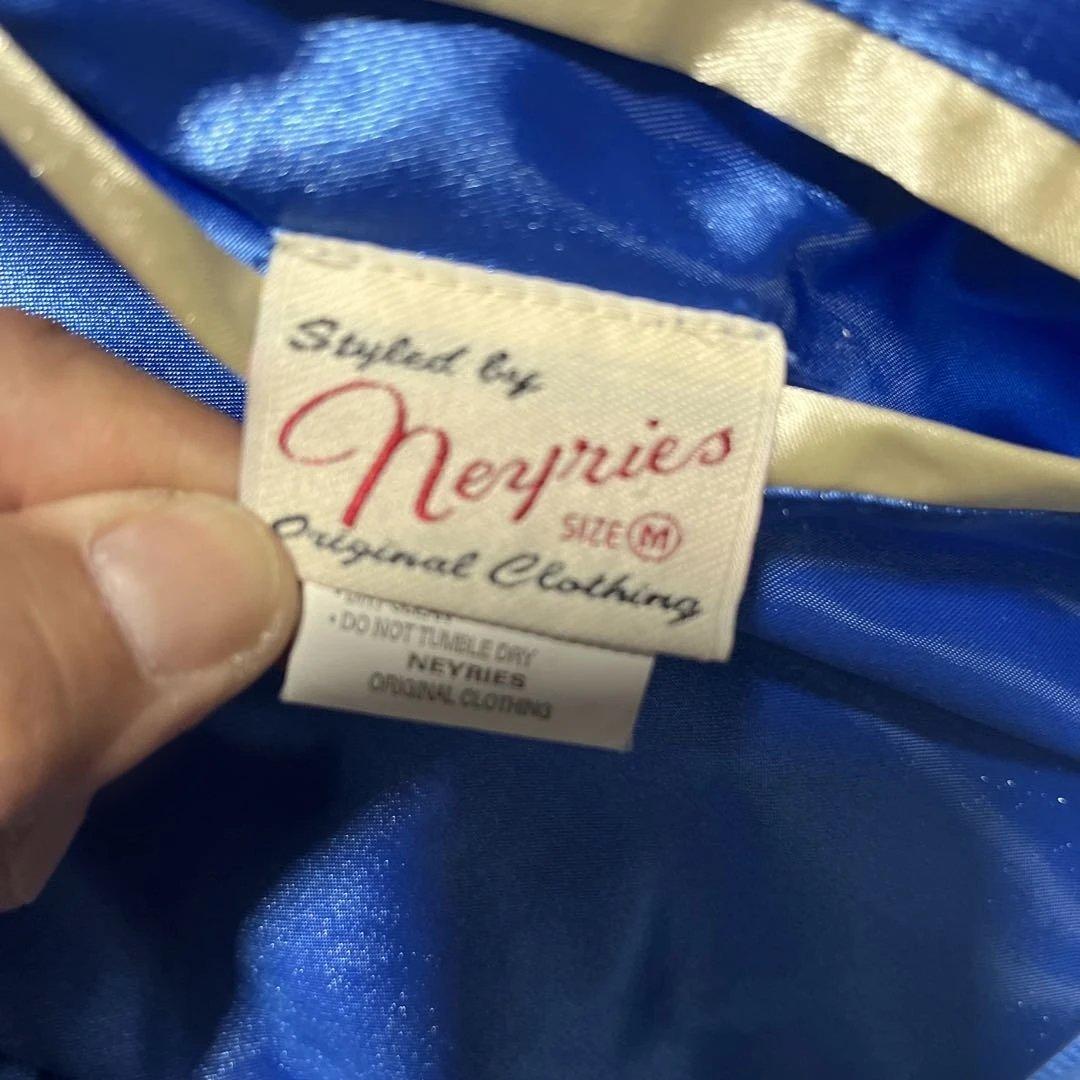 Styled by
Neyries
SIZE M
Original Clothing
• DO NOT TUMBLE DRY
NEYRIES
ORIGINAL CLOTHING